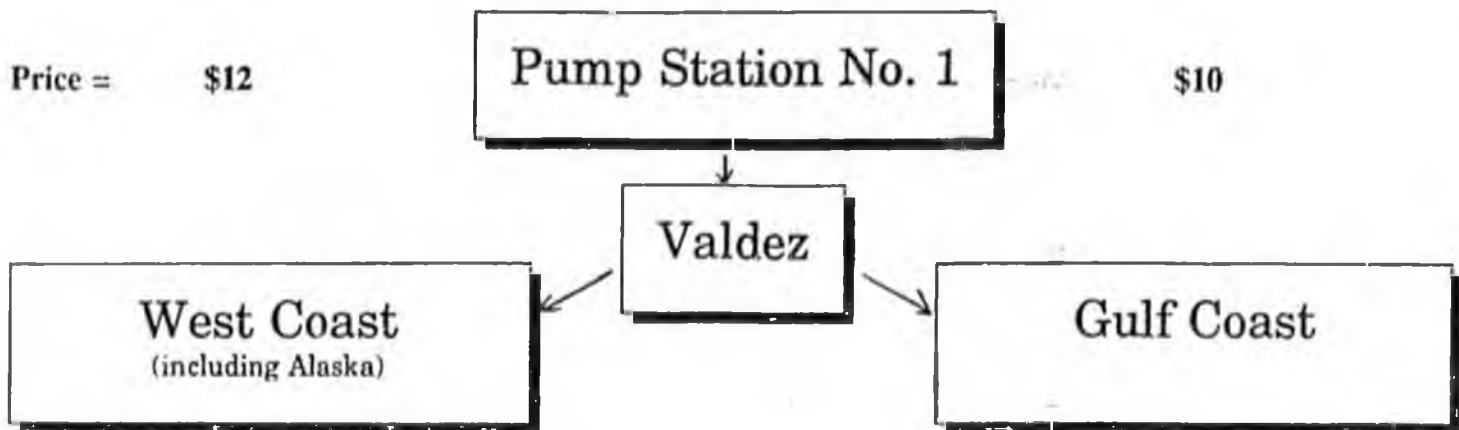 Pump Station No. 1
Price = $12 $10
Valdez
West Coast
(including Alaska)
Gulf Coast